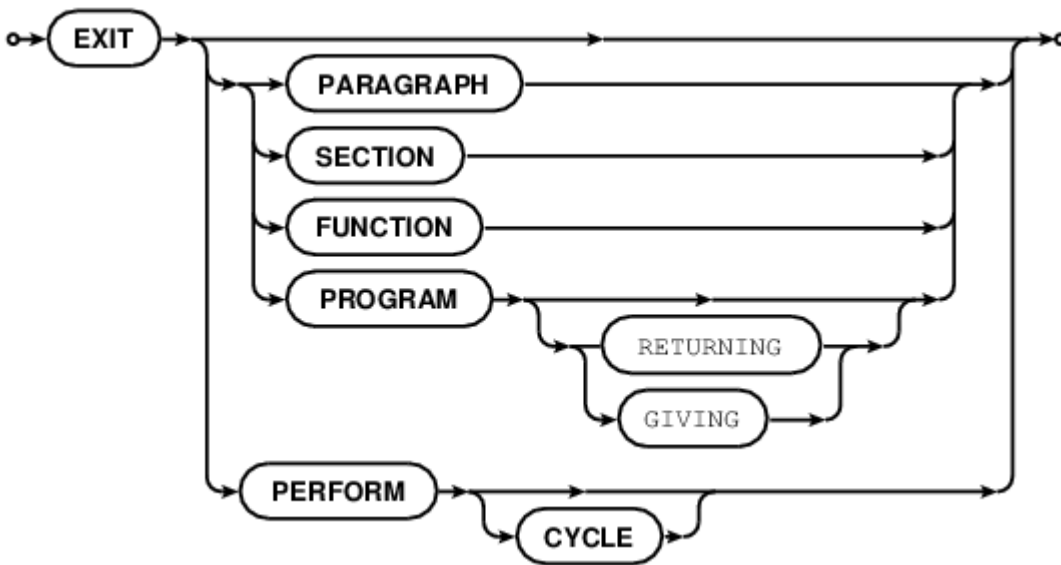 EXIT
PARAGRAPH
SECTION
FUNCTION
PROGRAM
RETURNING
GIVING
PERFORM
CYCLE